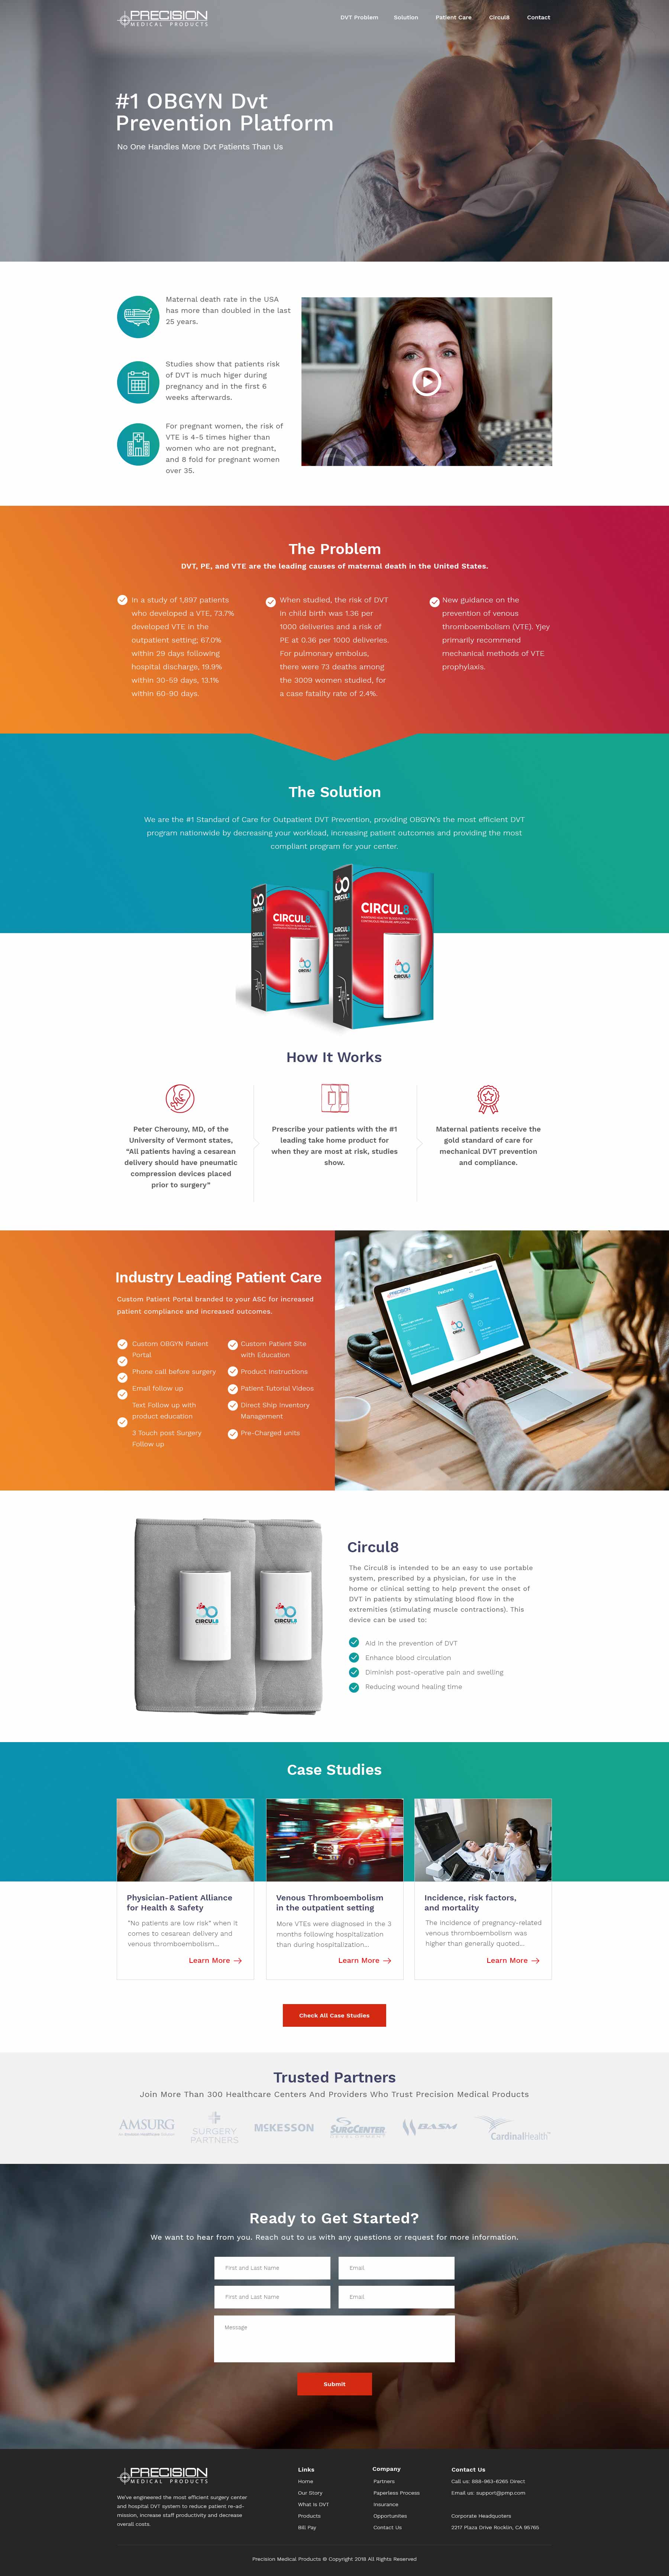 PRECISION
MEDICAL PRODUCTS
DVT Problem Solution Patient Care Circul8 Contact
#1 OBGYN Dvt
Prevention Platform
No One Handles More Dvt Patients Than Us
Maternal death rate in the USA
has more than doubled in the last
25 years.
Studies show that patients risk
of DVT is much higer during
pregnancy and in the first 6
weeks afterwards.
For pregnant women, the risk of
VTE is 4-5 times higher than
women who are not pregnant,
and 8 fold for pregnant women
over 35.
The Problem
DVT, PE, and VTE are the leading causes of maternal death in the United States.
In a study of 1,897 patients
who developed a VTE, 73.7%
developed VTE in the
outpatient setting; 67.0%
within 29 days following
hospital discharge, 19.9%
within 30-59 days, 13.1%
within 60-90 days.
When studied, the risk of DVT
in child birth was 1.36 per
1000 deliveries and a risk of
PE at 0.36 per 1000 deliveries.
For pulmonary embolus,
there were 73 deaths among
the 3009 women studied, for
a case fatality rate of 2.4%.
New guidance on the
prevention of venous
thromboembolism (VTE). Yjey
primarily recommend
mechanical methods of VTE
prophylaxis.
The Solution
We are the #1 Standard of Care for Outpatient DVT Prevention, providing OBGYN's the most efficient DVT
program nationwide by decreasing your workload, increasing patient outcomes and providing the most
compliant program for your center.
CIRCUL8
CIRCUL8
CIRCUL8
CIRCUL8
How It Works
Peter Cherouny, MD, of the
University of Vermont states,
"All patients having a cesarean
delivery should have pneumatic
compression devices placed
prior to surgery"
Prescribe your patients with the #1
leading take home product for
when they are most at risk, studies
show.
Maternal patients receive the
gold standard of care for
mechanical DVT prevention
and compliance.
Industry Leading Patient Care
Custom Patient Portal branded to your ASC for increased
patient compliance and increased outcomes.
Custom OBGYN Patient
Portal
Phone call before surgery
Email follow up
Text Follow up with
product education
3 Touch post Surgery
Follow up
Custom Patient Site
with Education
Product Instructions
Patient Tutorial Videos
Direct Ship Inventory
Management
Pre-Charged units
Features
CIRCUL8
CIRCUL8
Circul8
The Circul8 is intended to be an easy to use portable
system, prescribed by a physician, for use in the
home or clinical setting to help prevent the onset of
DVT in patients by stimulating blood flow in the
extremities (stimulating muscle contractions). This
device can be used to:
Aid in the prevention of DVT
Enhance blood circulation
Diminish post-operative pain and swelling
Reducing wound healing time
Case Studies
Physician-Patient Alliance
for Health & Safety
"No patients are low risk" when it
comes to cesarean delivery and
venous thromboembolism...
Learn More
Venous Thromboembolism
in the outpatient setting
More VTEs were diagnosed in the 3
months following hospitalization
than during hospitalization...
Learn More
Incidence, risk factors,
and mortality
The incidence of pregnancy-related
venous thromboembolism was
higher than generally quoted...
Learn More
Check All Case Studies
Trusted Partners
Join More Than 300 Healthcare Centers And Providers Who Trust Precision Medical Products
AMSURG
SURGERY
PARTNERS
McKESSON
SURGCENTER
DEVELOPMENT
BASM
CardinalHealth
Ready to Get Started?
We want to hear from you. Reach out to us with any questions or request for more information.
First and Last Name Email
First and Last Name Email
Message
Submit
PRECISION
MEDICAL PRODUCTS
We've engineered the most efficient surgery center
and hospital DVT system to reduce patient re-ad-
mission, increase staff productivity and decrease
overall costs.
Links
Home
Our Story
What is DVT
Products
Bill Pay
Company
Partners
Paperless Process
Insurance
Opportunities
Contact Us
Contact Us
Call us: 888-963-6265 Direct
Email us: support@pmp.com
Corporate Headquoters
2217 Plaza Drive Rocklin, CA 95765
Precision Medical Products © Copyright 2018 All Rights Reserved